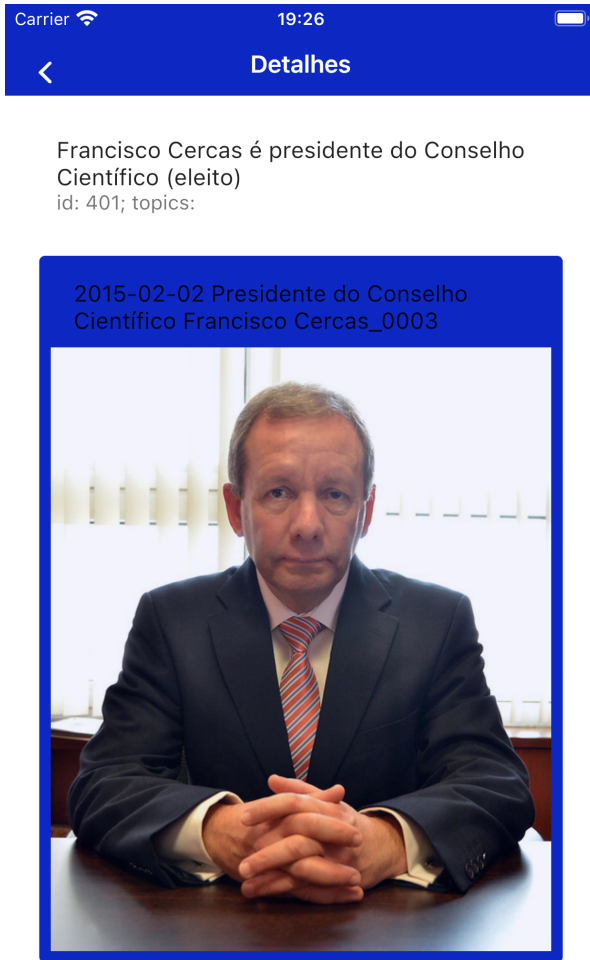 Carrier 19:26
Detalhes
Francisco Cercas é presidente do Conselho
Científico (eleito)
id: 401; topics:
2015-02-02 Presidente do Conselho
Científico Francisco Cercas_0003